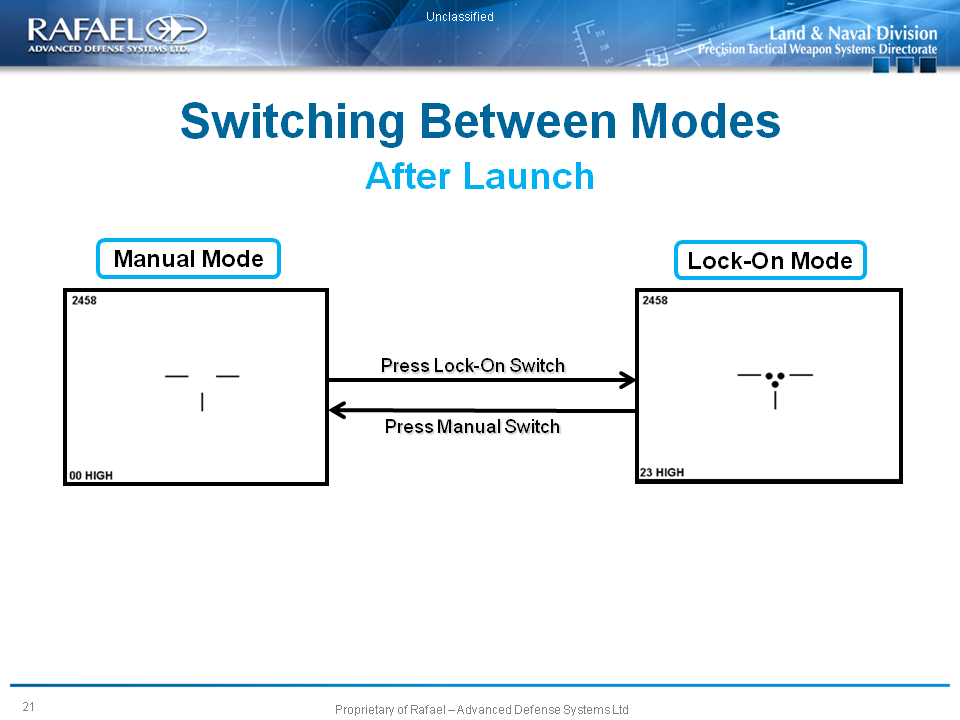 Unclassified
RAFAEL
ADVANCED DEFENSE SYSTEMS LTD.
Land & Naval Division
Precision Tactical Weapon Systems Directorate
Switching Between Modes
After Launch
Manual Mode
Lock-On Mode
2458
2458
Press Lock-On Switch
Press Manual Switch
00 HIGH
23 HIGH
21
Proprietary of Rafael – Advanced Defense Systems Ltd